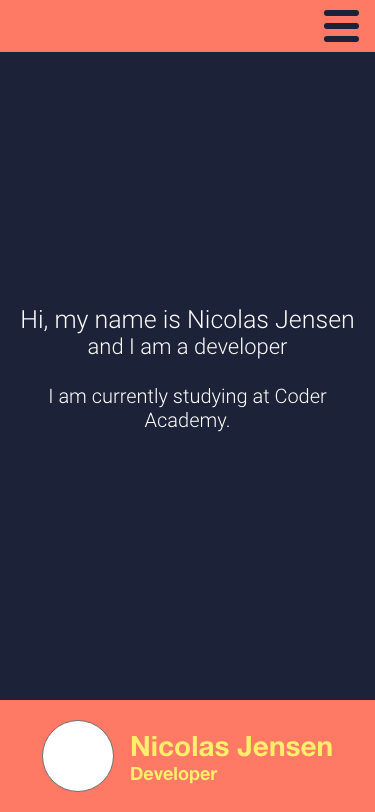 Hi, my name is Nicolas Jensen
and I am a developer
I am currently studying at Coder
Academy.
Nicolas Jensen
Developer